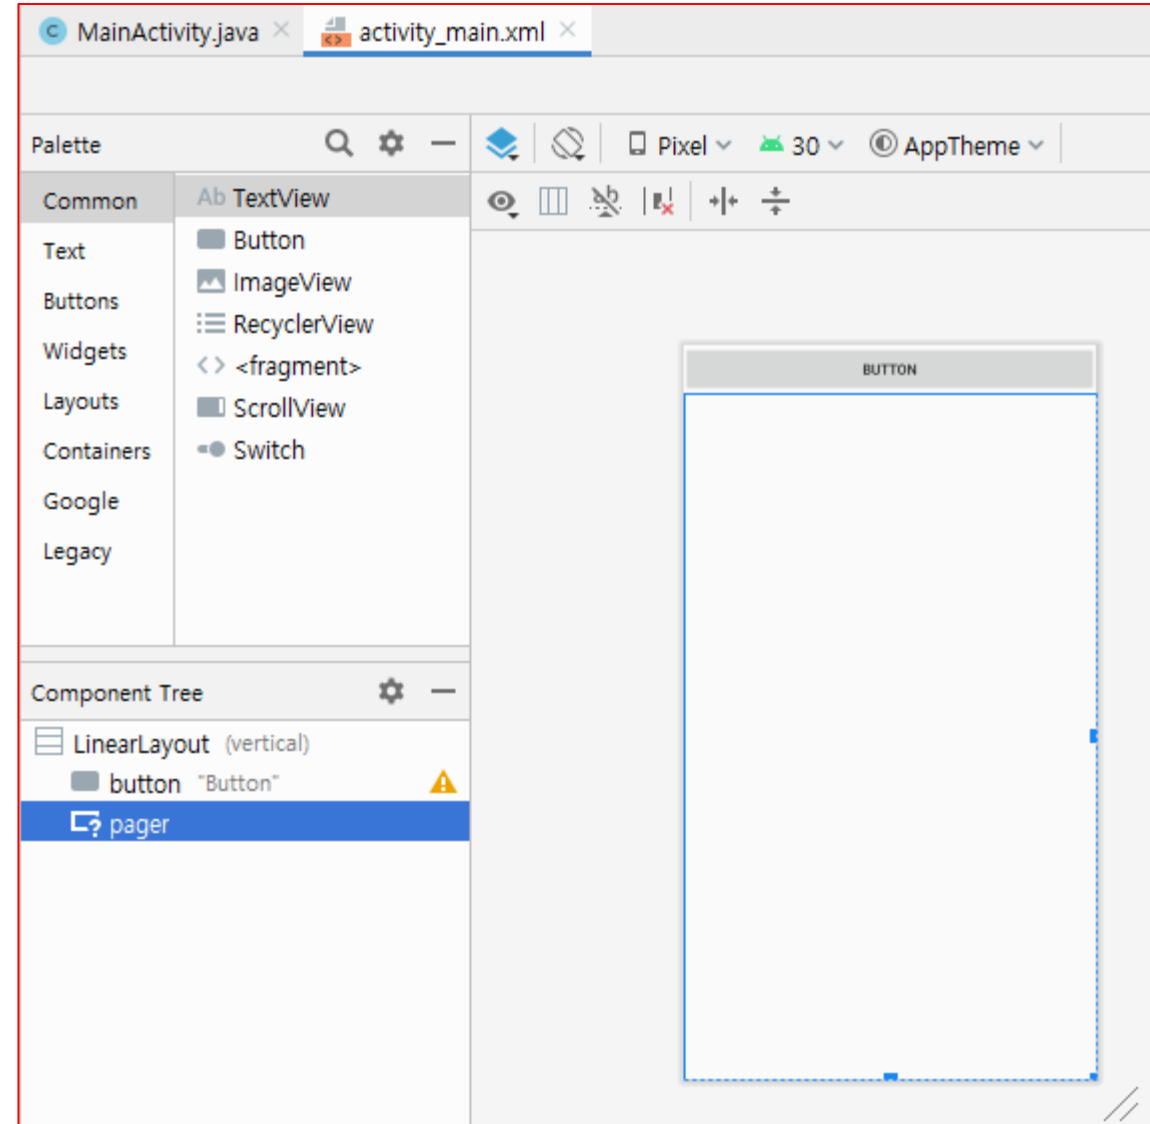 MainActivity.java
activity_main.xml
Palette
Pixel
30
AppTheme
Common
Text
Buttons
Widgets
Layouts
Containers
Google
Legacy
Ab TextView
Button
ImageView
RecyclerView
<fragment>
ScrollView
Switch
BUTTON
Component Tree
LinearLayout (vertical)
button "Button"
pager